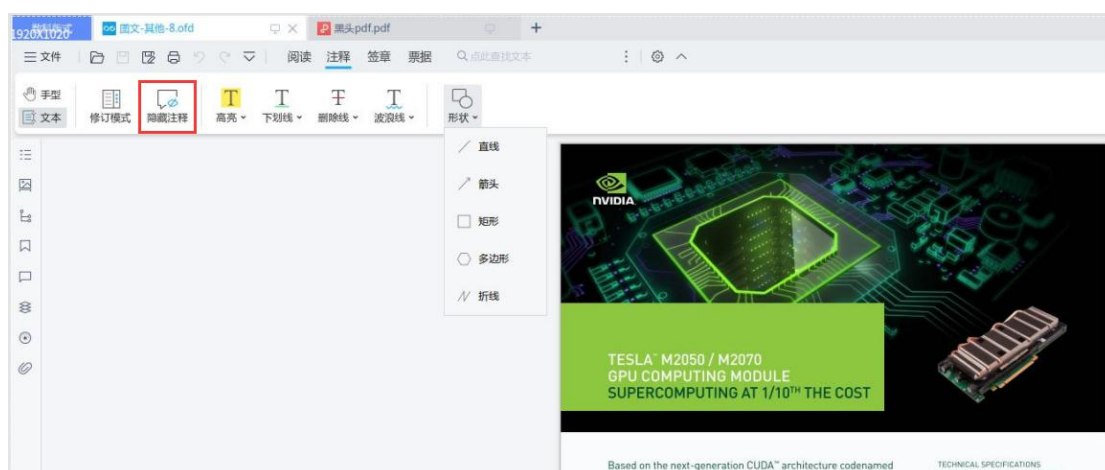 1920X1020
图文-其他-8.ofd
黑头pdf.pdf
文件
阅读 注释 签章 票据
点此查找文本
手型
文本
修订模式
隐藏注释
高亮
下划线
删除线
波浪线
形状
直线
箭头
矩形
多边形
折线
NVIDIA
TESLA™ M2050 / M2070
GPU COMPUTING MODULE
SUPERCOMPUTING AT 1/10TH THE COST
Based on the next-generation CUDA™ architecture codenamed
TECHNICAL SPECIFICATIONS